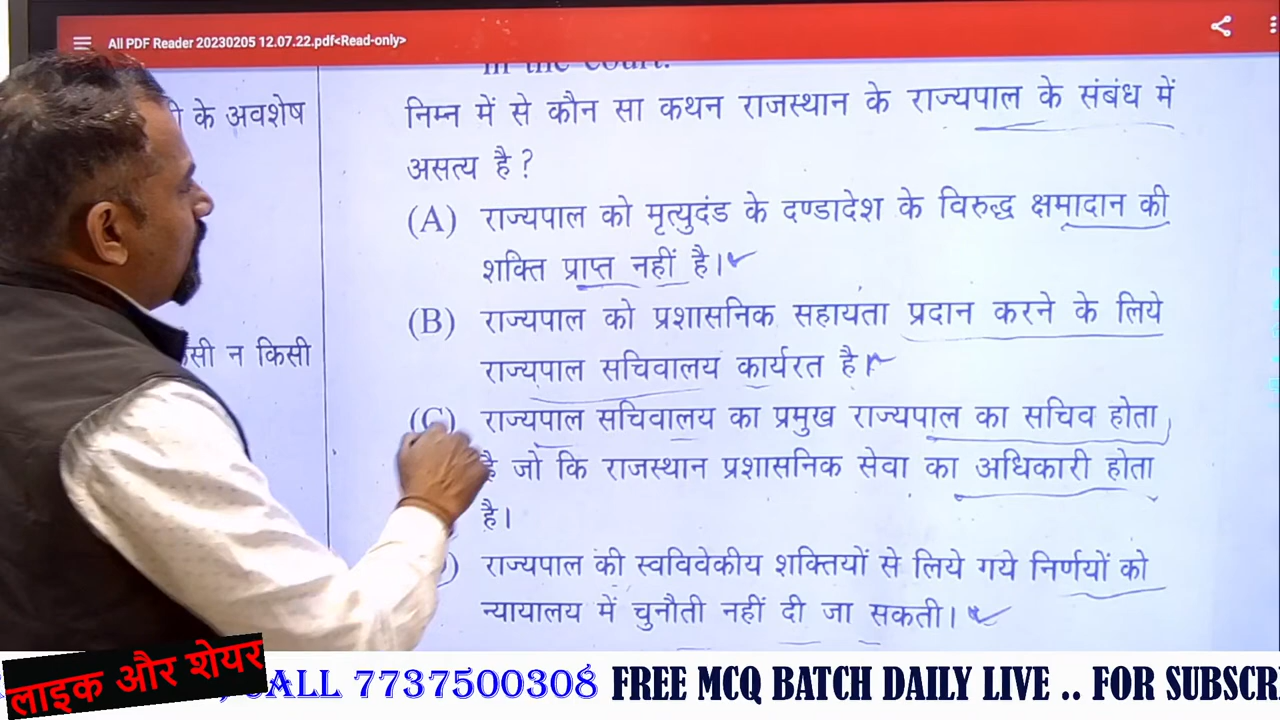 All PDF Reader 20230205 12.07.22.pdf<Read-only>
in the court.
के अवशेष
निम्न में से कौन सा कथन राजस्थान के राज्यपाल के संबंध में
असत्य है ?
(A) राज्यपाल को मृत्युदंड के दण्डादेश के विरुद्ध क्षमादान की
शक्ति प्राप्त नहीं है।
(B) राज्यपाल को प्रशासनिक सहायता प्रदान करने के लिये
न किसी
राज्यपाल सचिवालय कार्यरत है।
(C) राज्यपाल सचिवालय का प्रमुख राज्यपाल का सचिव होता
है जो कि राजस्थान प्रशासनिक सेवा का अधिकारी होता
है।
राज्यपाल की स्वविवेकीय शक्तियों से लिये गये निर्णयों को
न्यायालय में चुनौती नहीं दी जा सकती।
लाइक और शेयर
CALL 7737500308 FREE MCQ BATCH DAILY LIVE .. FOR